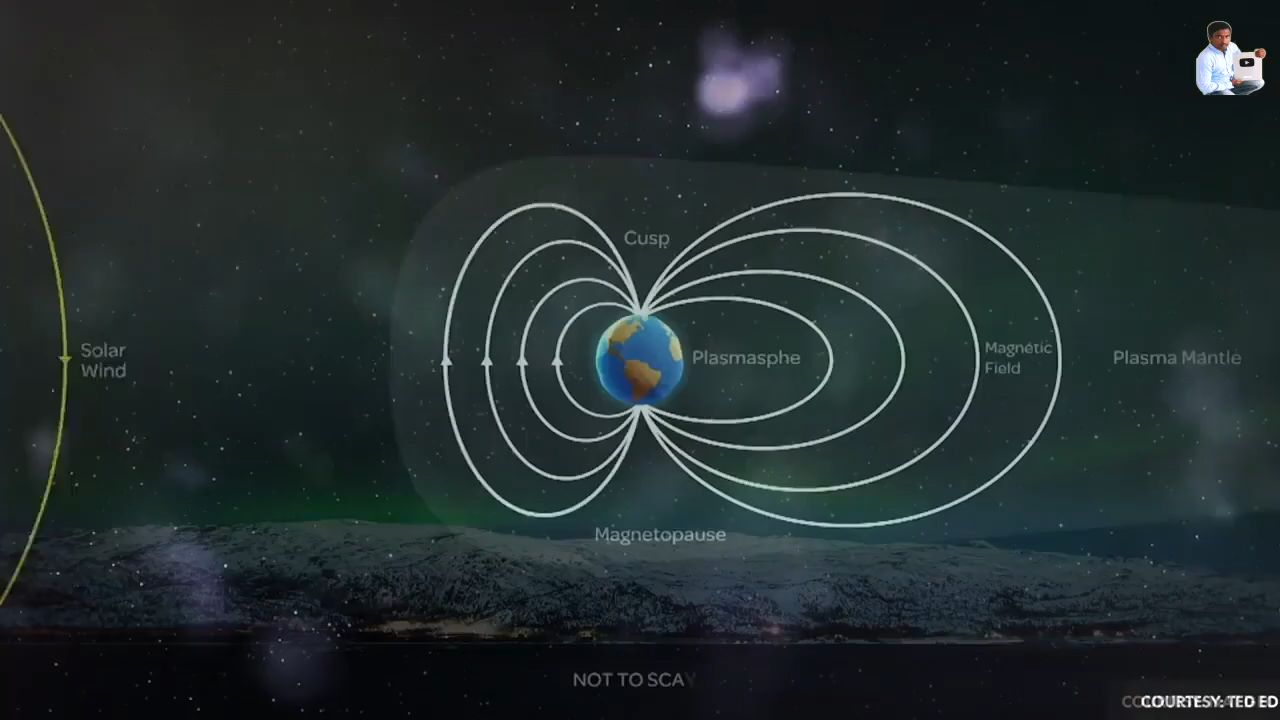 Cusp
Solar
Wind
Plasmasphe
Magnetic
Field
Plasma Mantle
Magnetopause
NOT TO SCA
COURTESY: TED ED